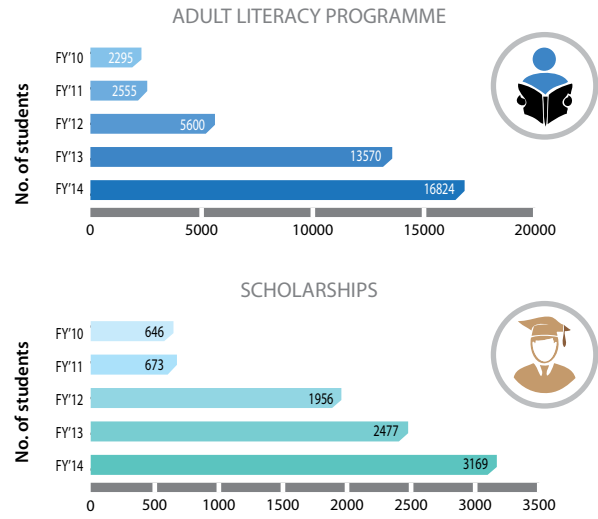 ADULT LITERACY PROGRAMME
No. of students
FY'10 2295
FY'11 2555
FY'12 5600
FY'13 13570
FY'14 16824
0 5000 10000 15000 20000
SCHOLARSHIPS
No. of students
FY'10 646
FY'11 673
FY'12 1956
FY'13 2477
FY'14 3169
0 500 1000 1500 2000 2500 3000 3500